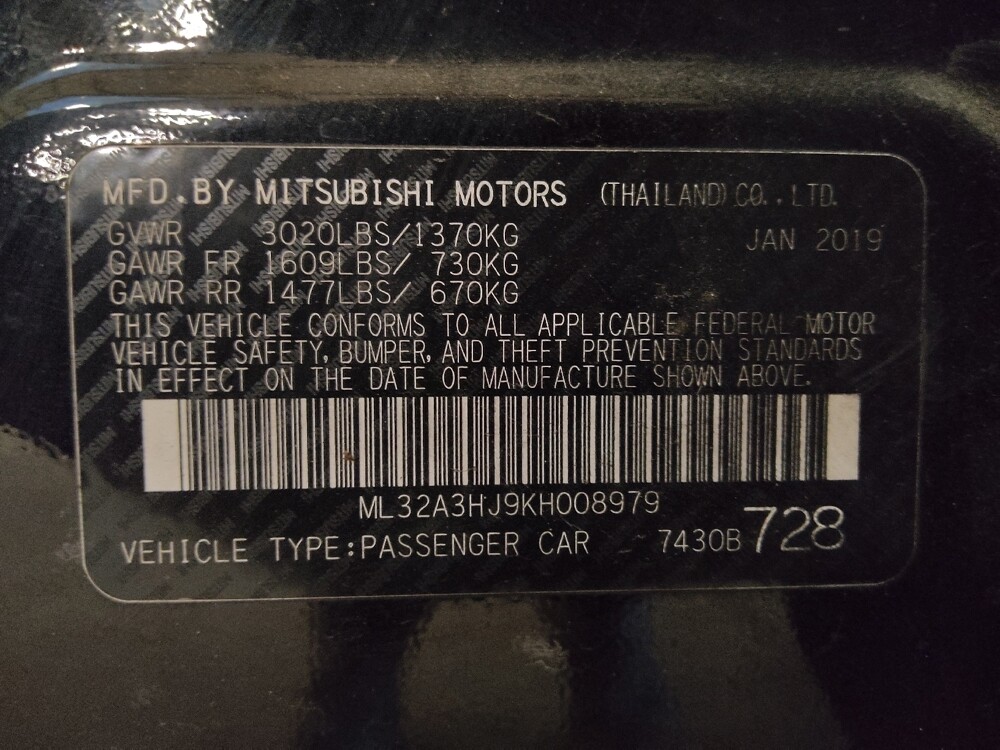 MFD.BY MITSUBISHI MOTORS (THAILAND) CO., LTD.
GVWR 3020LBS/1370KG JAN 2019
GAWR FR 1609LBS/ 730KG
GAWR RR 1477LBS/ 670KG
THIS VEHICLE CONFORMS TO ALL APPLICABLE FEDERAL MOTOR
VEHICLE SAFETY, BUMPER, AND THEFT PREVENTION STANDARDS
IN EFFECT ON THE DATE OF MANUFACTURE SHOWN ABOVE.
ML32A3HJ9KH008979
VEHICLE TYPE:PASSENGER CAR 7430B728